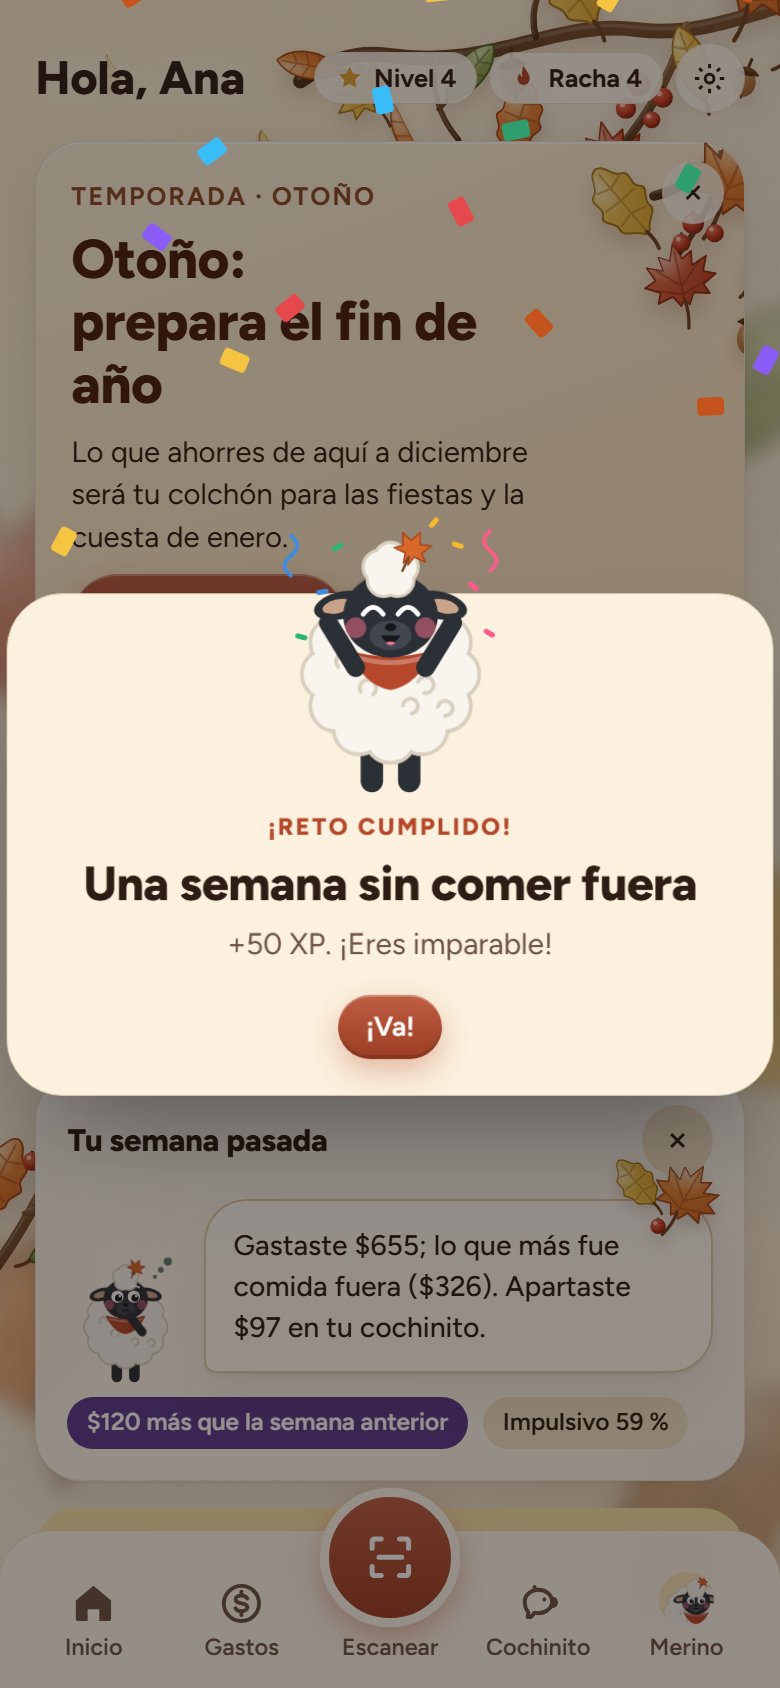 Hola, Ana
Nivel 4
Racha 4
TEMPORADA · OTOÑO
Otoño:
prepara el fin de
año
Lo que ahorres de aquí a diciembre
será tu colchón para las fiestas y la
cuesta de enero.
¡RETO CUMPLIDO!
Una semana sin comer fuera
+50 XP. ¡Eres imparable!
¡Va!
Tu semana pasada
Gastaste $655; lo que más fue
comida fuera ($326). Apartaste
$97 en tu cochinito.
$120 más que la semana anterior
Impulsivo 59 %
Inicio
Gastos
Escanear
Cochinito
Merino